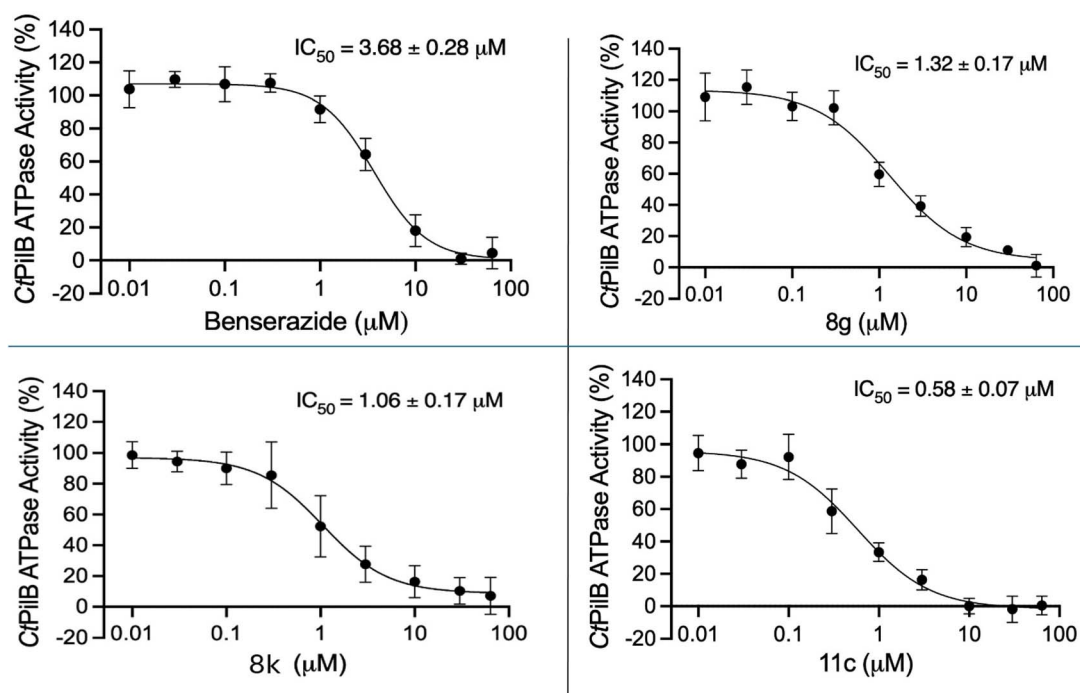 IC50 = 3.68 ± 0.28 μM
CtPilB ATPase Activity (%)
140
120
100
80
60
40
20
0
-20
0.01 0.1 1 10 100
Benserazide (μM)
IC50 = 1.32 ± 0.17 μM
CtPilB ATPase Activity (%)
140
120
100
80
60
40
20
0
-20
0.01 0.1 1 10 100
8g (μM)
IC50 = 1.06 ± 0.17 μM
CtPilB ATPase Activity (%)
140
120
100
80
60
40
20
0
-20
0.01 0.1 1 10 100
8k (μM)
IC50 = 0.58 ± 0.07 μM
CtPilB ATPase Activity (%)
140
120
100
80
60
40
20
0
-20
0.01 0.1 1 10 100
11c (μM)